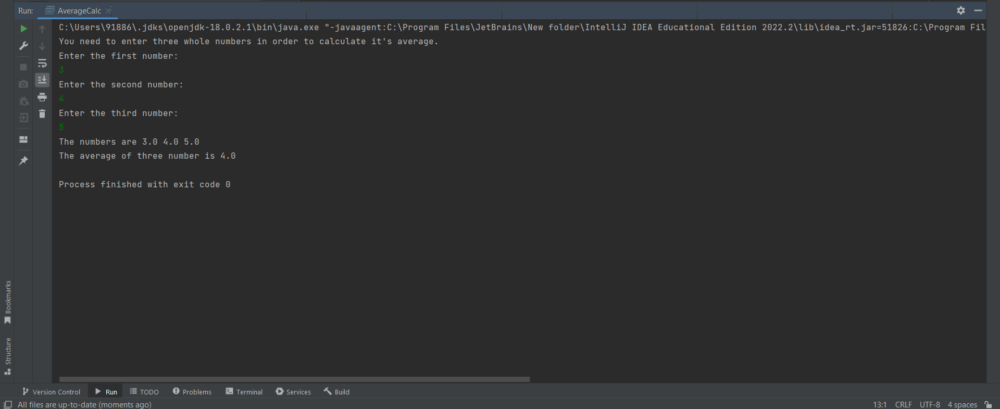 Run: AverageCalc
C:\Users\91886\.jdks\openjdk-18.0.2.1\bin\java.exe "-javaagent:C:\Program Files\JetBrains\New folder\IntelliJ IDEA Educational Edition 2022.2\lib\idea_rt.jar=51826:C:\Program Fil
You need to enter three whole numbers in order to calculate it's average.
Enter the first number:
3
Enter the second number:
4
Enter the third number:
5
The numbers are 3.0 4.0 5.0
The average of three number is 4.0
Process finished with exit code 0
Bookmarks
Structure
Version Control Run TODO Problems Terminal Services Build
All files are up-to-date (moments ago) 13:1 CRLF UTF-8 4 spaces